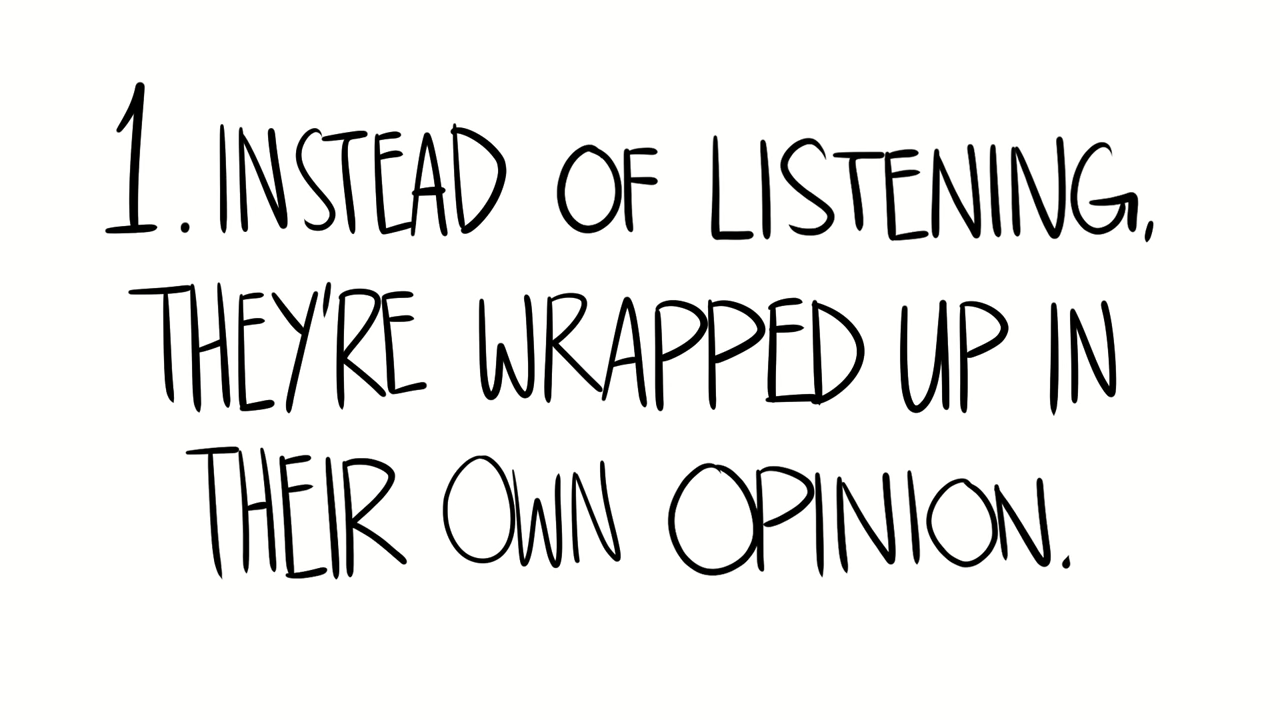 1. INSTEAD OF LISTENING,
THEY'RE WRAPPED UP IN
THEIR OWN OPINION.